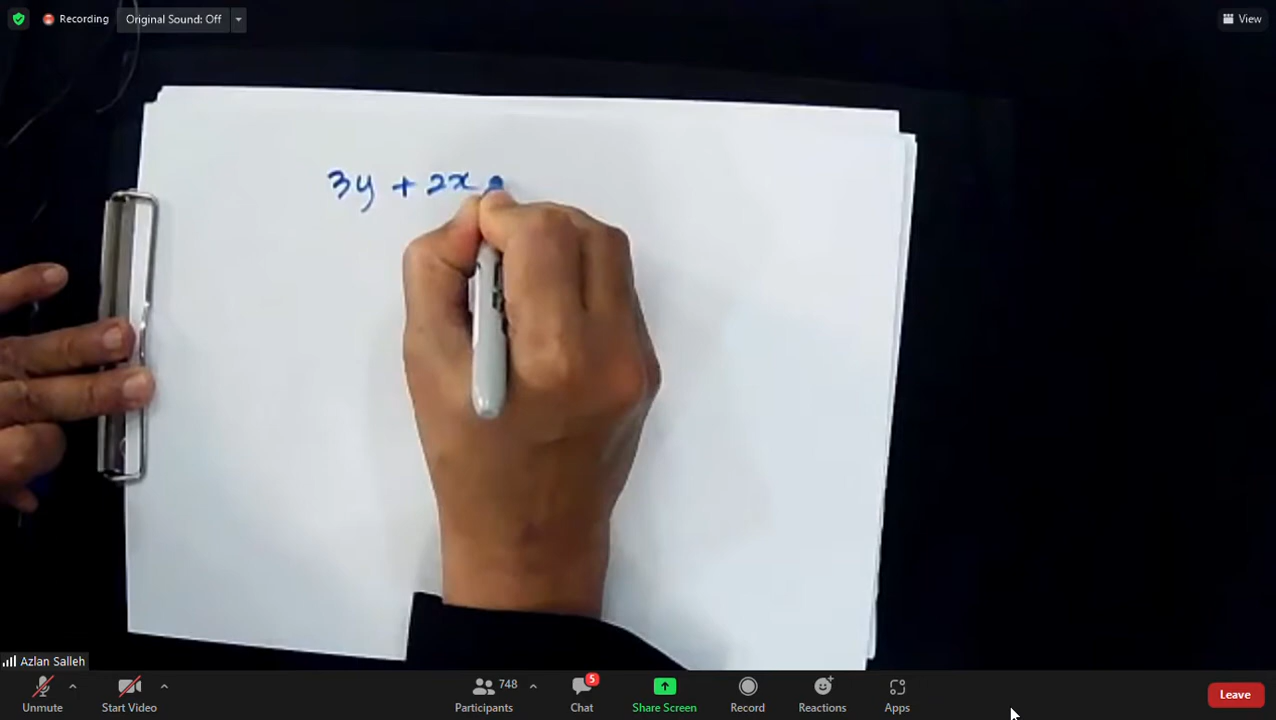 Recording
Original Sound: Off
View
3y + 2x
Azlan Salleh
Unmute
Start Video
748
Participants
5
Chat
Share Screen
Record
Reactions
Apps
Leave